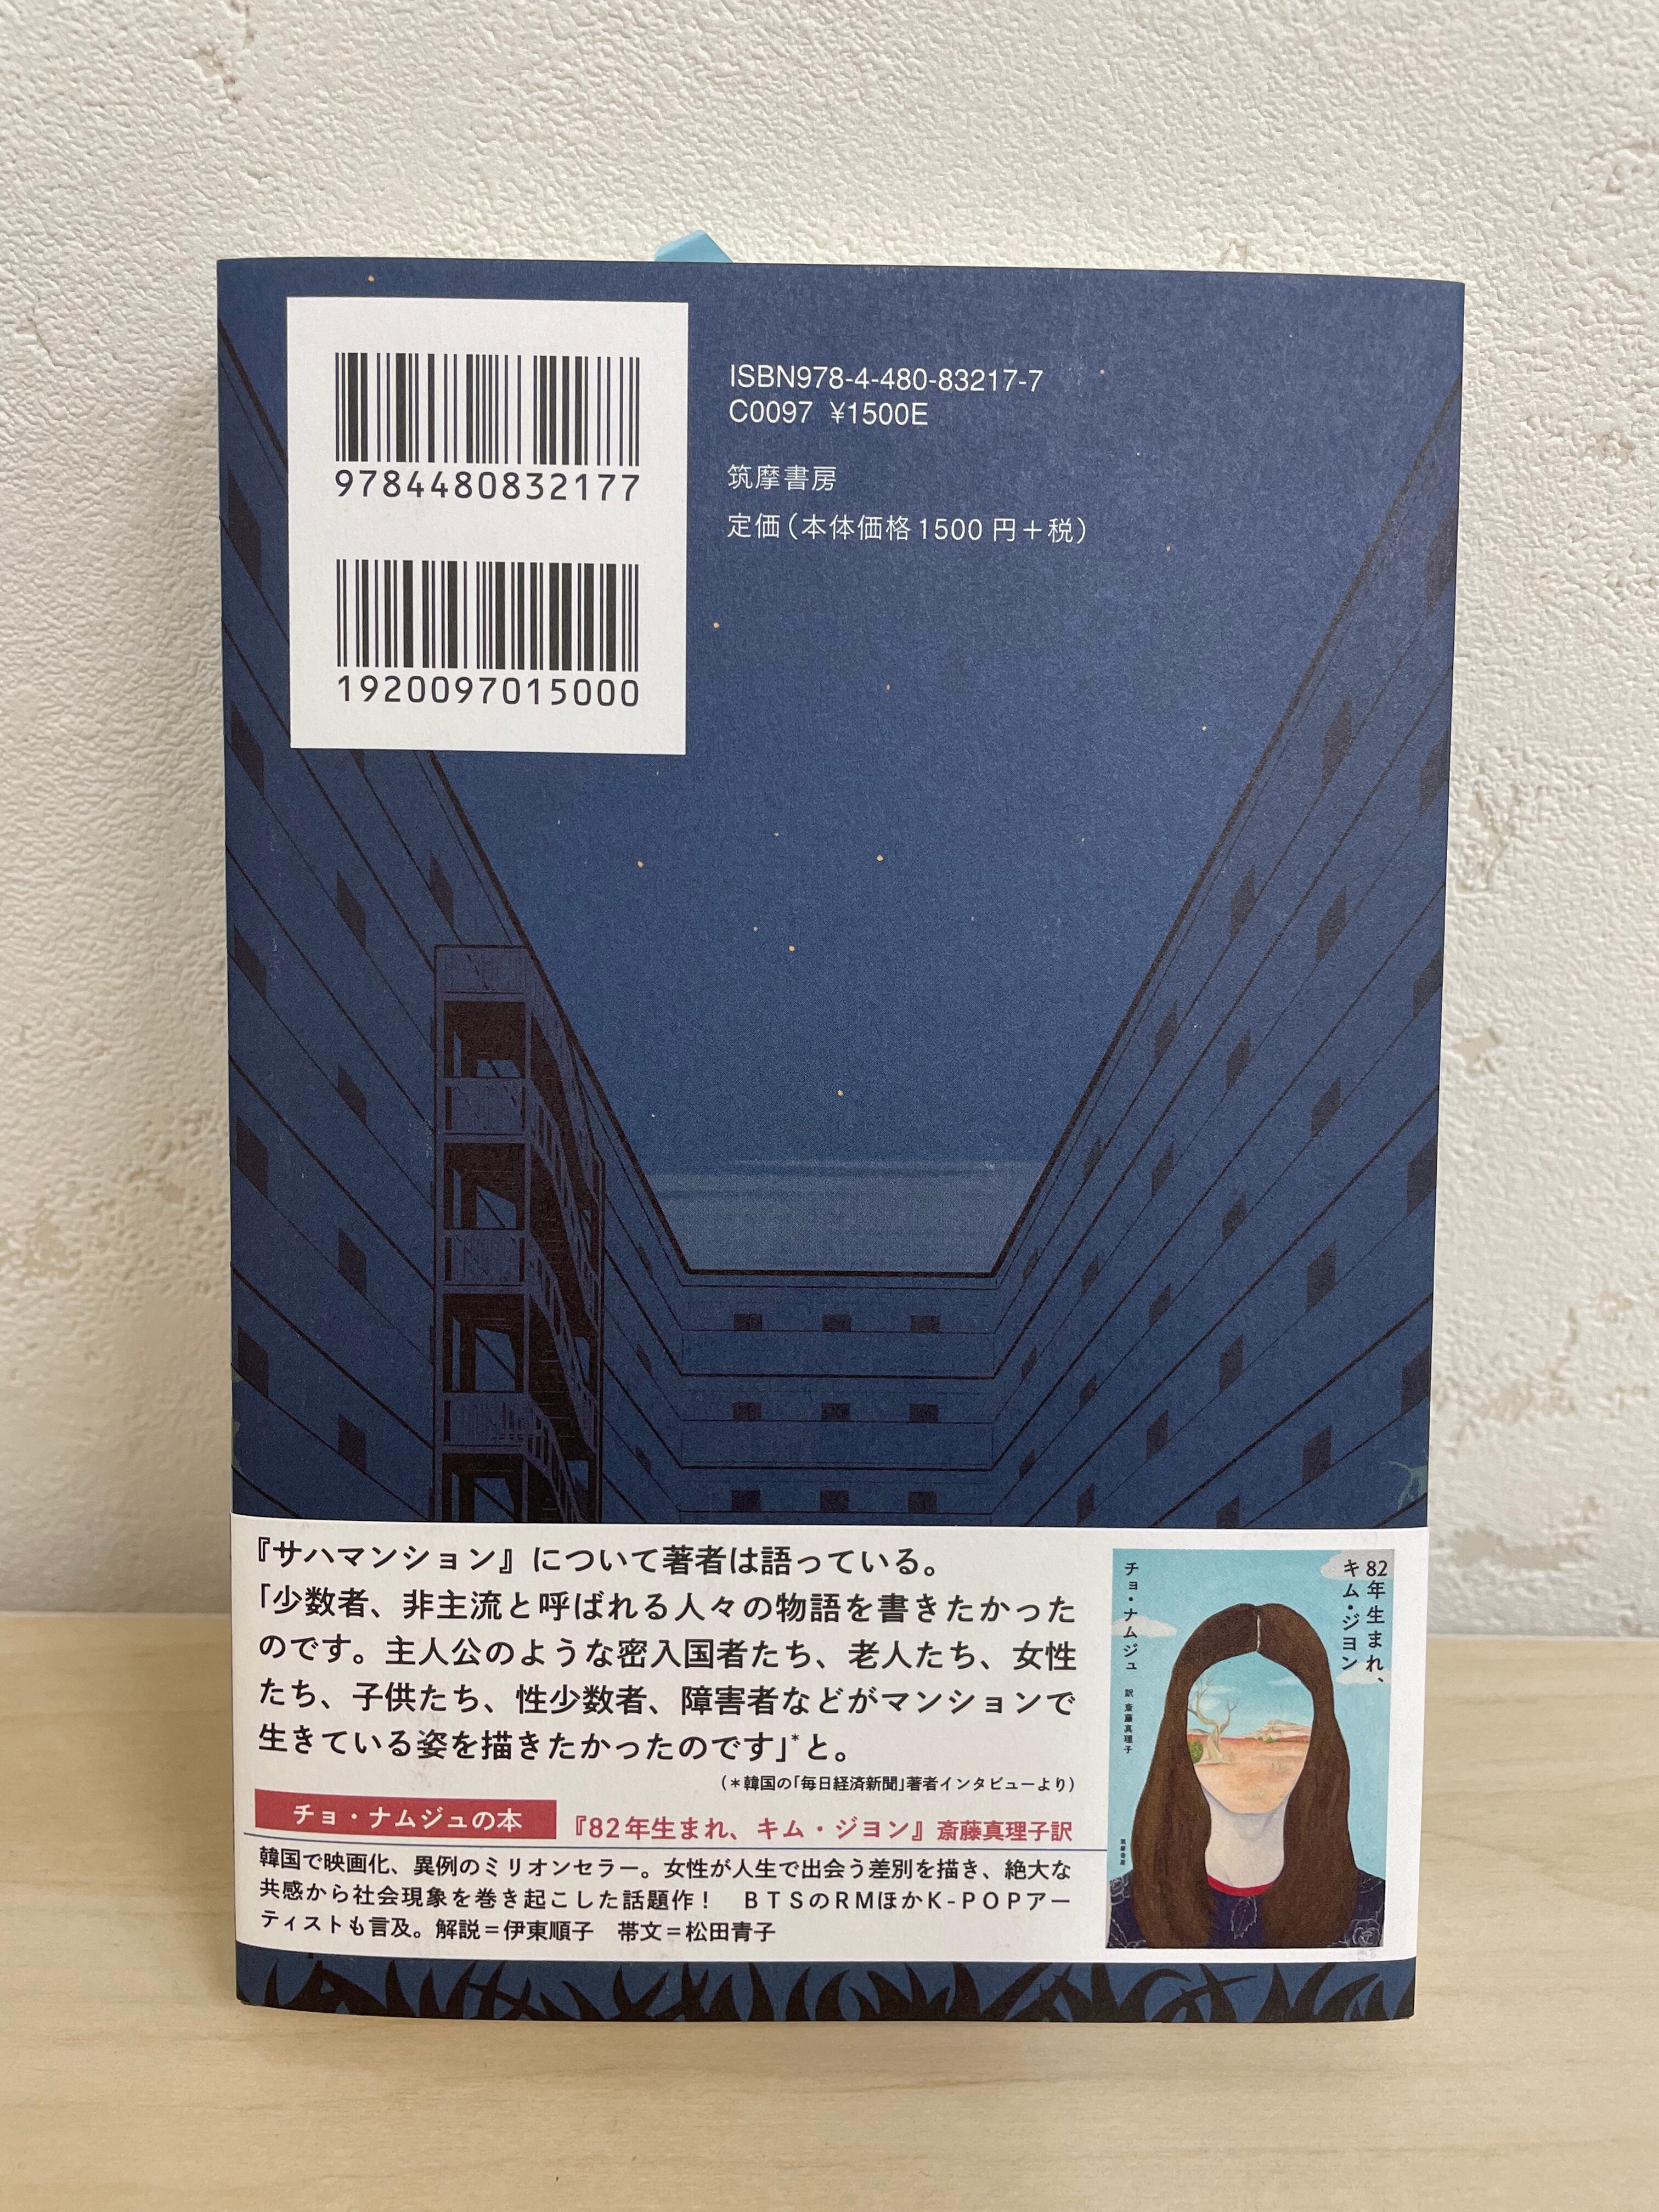 9784480832177
1920097015000
ISBN978-4-480-83217-7
C0097 ¥1500E
筑摩書房
定価(本体価格1500円+税)
『サハマンション』について著者は語っている。
「少数者、非主流と呼ばれる人々の物語を書きたかった
のです。主人公のような密入国者たち、老人たち、女性
たち、子供たち、性少数者、障害者などがマンションで
生きている姿を描きたかったのです」*と。
(*韓国の「毎日経済新聞」著者インタビューより)
チョ・ナムジュの本
『82年生まれ、キム・ジヨン』斎藤真理子訳
韓国で映画化、異例のミリオンセラー。女性が人生で出会う差別を描き、絶大な
共感から社会現象を巻き起こした話題作! BTSのRMほかK-POPアー
ティストも言及。解説=伊東順子 帯文=松田青子
82年生まれ、
キム・ジヨン
チョ・ナムジュ 訳 斎藤真理子
筑摩書房